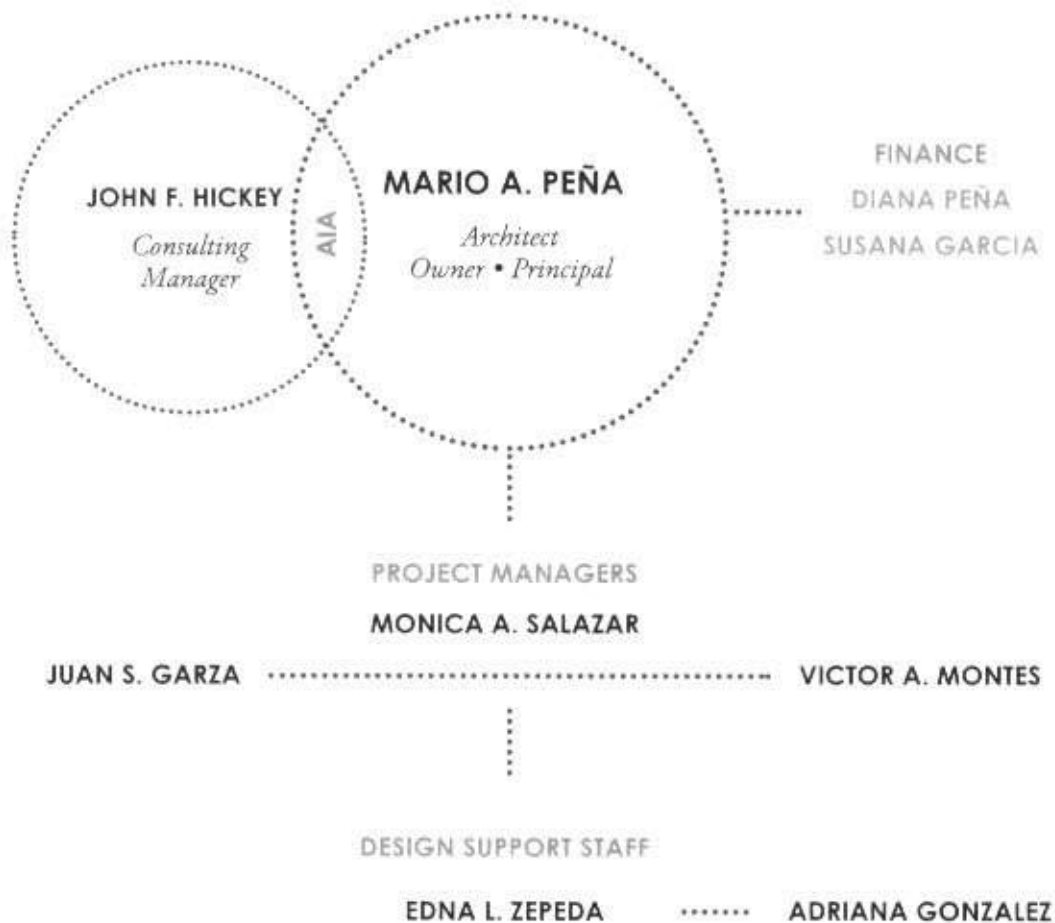 JOHN F. HICKEY
Consulting
Manager
AIA
MARIO A. PEÑA
Architect
Owner • Principal
FINANCE
DIANA PEÑA
SUSANA GARCIA
PROJECT MANAGERS
MONICA A. SALAZAR
JUAN S. GARZA
VICTOR A. MONTES
DESIGN SUPPORT STAFF
EDNA L. ZEPEDA
ADRIANA GONZALEZ